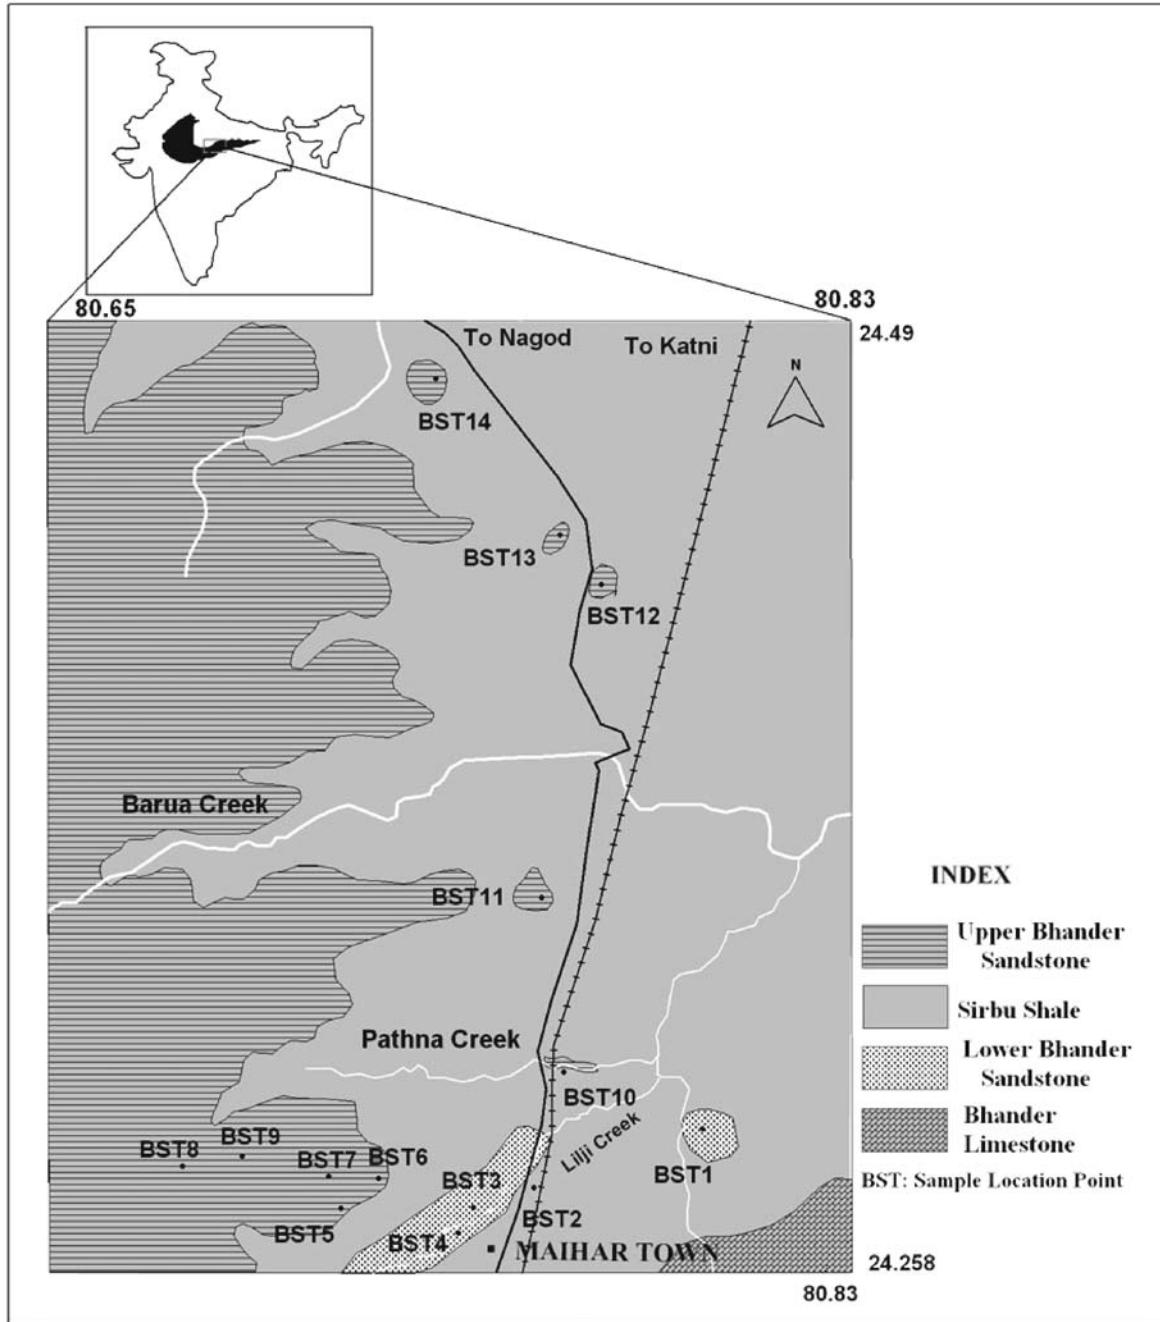 80.65
80.83
24.49
To Nagod
To Katni
N
BST14
BST13
BST12
Barua Creek
BST11
INDEX
Upper Bhander
Sandstone
Sirbu Shale
Lower Bhander
Sandstone
Bhander
Limestone
BST: Sample Location Point
Pathna Creek
BST10
Lilji Creek
BST9
BST8
BST7
BST6
BST1
BST3
BST5
BST4
BST2
MAIHAR TOWN
24.258
80.83